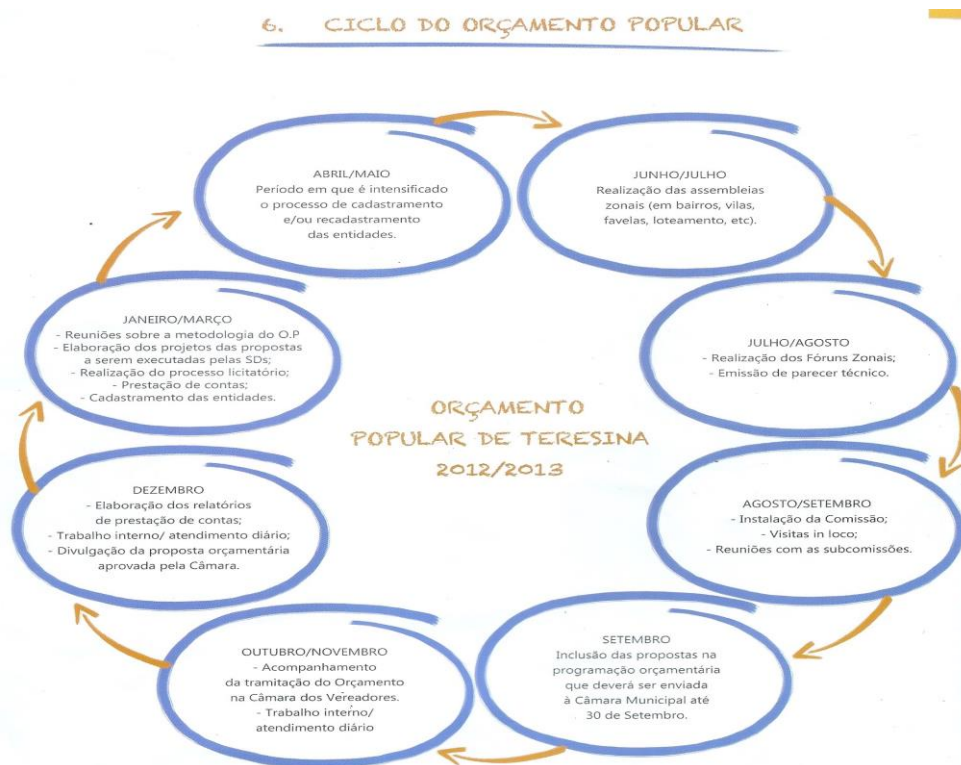 6. CICLO DO ORÇAMENTO POPULAR
ABRIL/MAIO
Período em que é intensificado
o processo de cadastramento
e/ou recadastramento
das entidades.
JUNHO/JULHO
Realização das assembleias
zonais (em bairros, vilas,
favelas, loteamento, etc).
JULHO/AGOSTO
- Realização dos Fóruns Zonais;
- Emissão de parecer técnico.
AGOSTO/SETEMBRO
- Instalação da Comissão;
- Visitas in loco;
- Reuniões com as subcomissões.
SETEMBRO
Inclusão das propostas na
programação orçamentária
que deverá ser enviada
à Câmara Municipal até
30 de Setembro.
OUTUBRO/NOVEMBRO
- Acompanhamento
da tramitação do Orçamento
na Câmara dos Vereadores.
- Trabalho interno/
atendimento diário
DEZEMBRO
- Elaboração dos relatórios
de prestação de contas;
- Trabalho interno/ atendimento diário;
- Divulgação da proposta orçamentária
aprovada pela Câmara.
JANEIRO/MARÇO
- Reuniões sobre a metodologia do O.P
- Elaboração dos projetos das propostas
a serem executadas pelas SDs;
- Realização do processo licitatório;
- Prestação de contas;
- Cadastramento das entidades.
ORÇAMENTO
POPULAR DE TERESINA
2012/2013